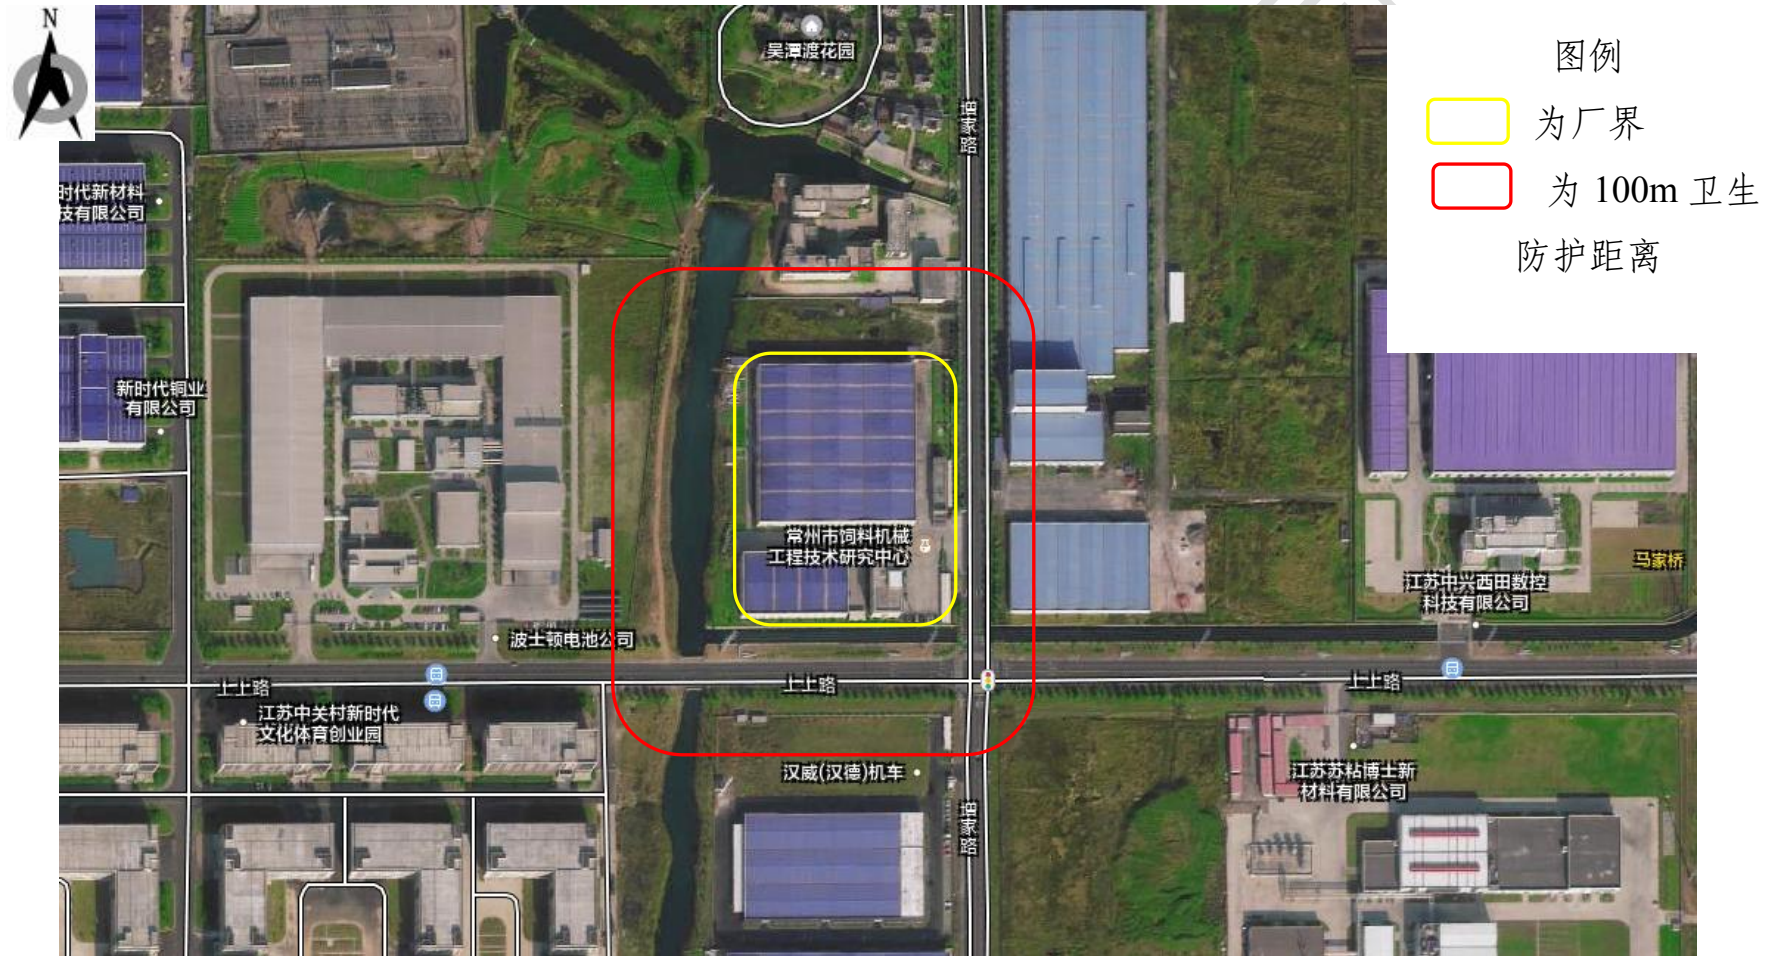 N
吴潭渡花园
增家路
时代新材料
技有限公司
新时代铜业
有限公司
常州市饲料机械
工程技术研究中心
波士顿电池公司
上上路
上上路
上上路
江苏中关村新时代
文化体育创业园
汉威(汉德)机车
增家路
马家桥
江苏中兴西田数控
科技有限公司
江苏苏粘博士新
材料有限公司
图例
为厂界
为 100m 卫生
防护距离